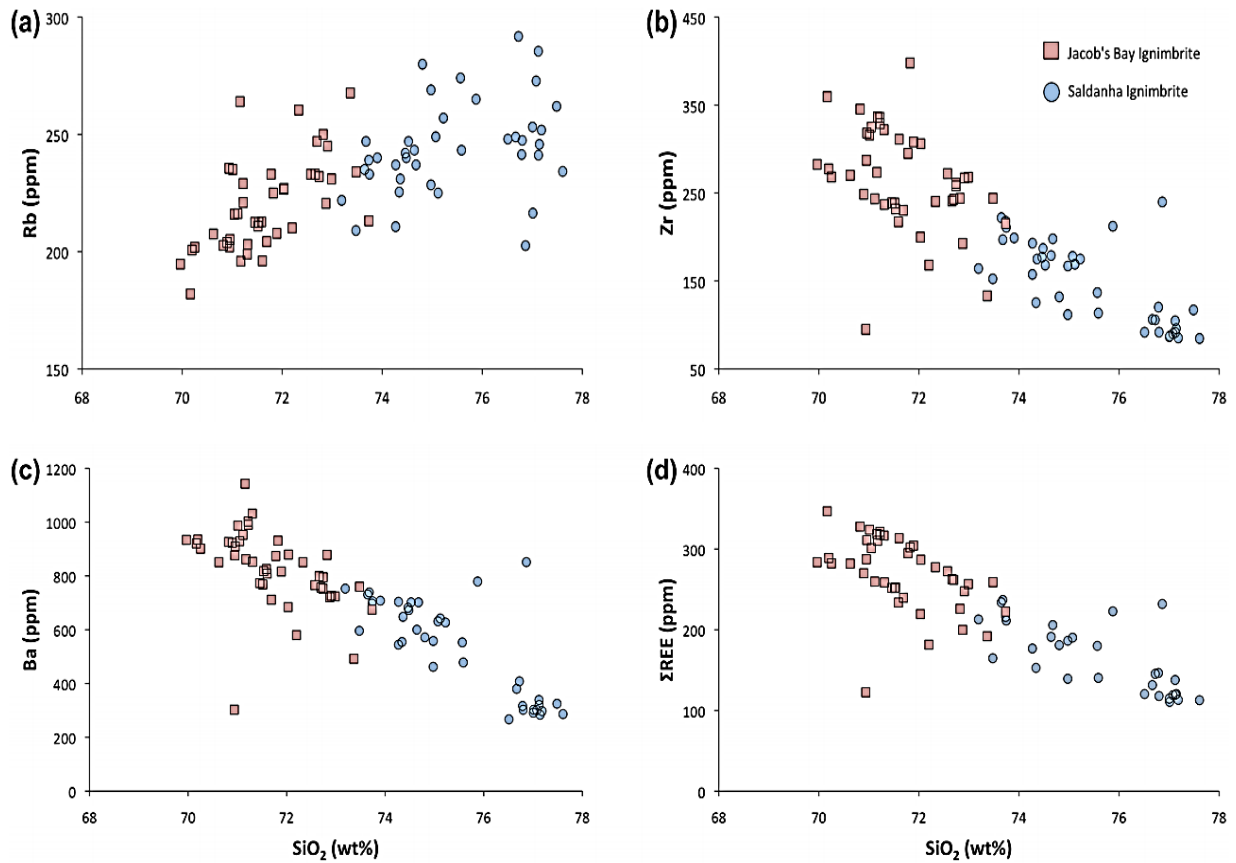 (a)
300
250
200
150
Rb (ppm)
68 70 72 74 76 78
(b)
450
350
250
150
50
Zr (ppm)
68 70 72 74 76 78
Jacob's Bay Ignimbrite
Saldanha Ignimbrite
(c)
1200
1000
800
600
400
200
0
Ba (ppm)
68 70 72 74 76 78
SiO₂ (wt%)
(d)
400
300
200
100
0
ΣREE (ppm)
68 70 72 74 76 78
SiO₂ (wt%)